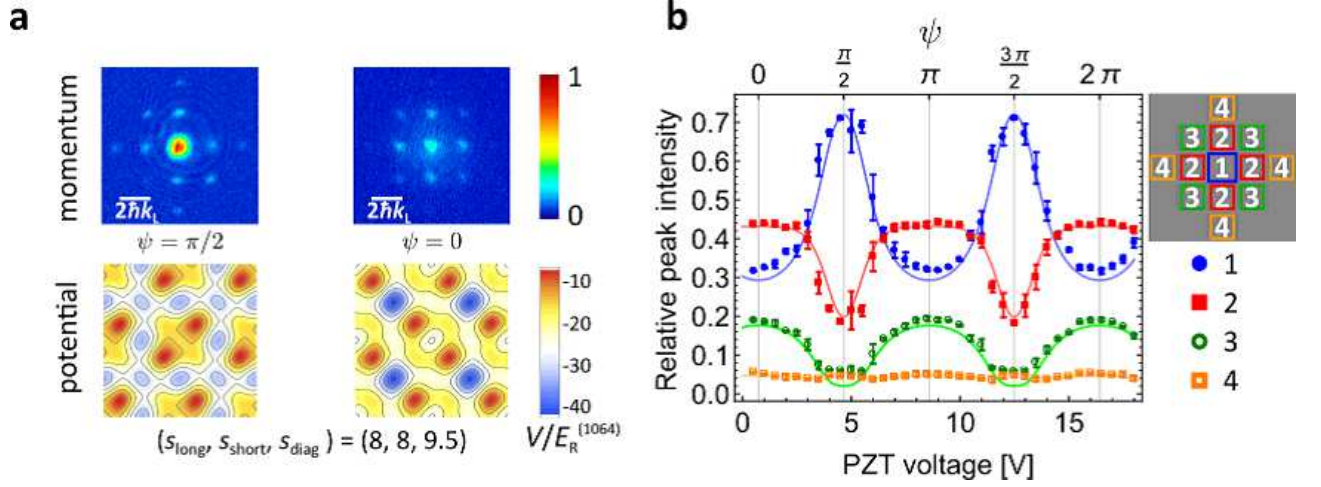 a
momentum
1
0
2ħk_L
2ħk_L
ψ = π/2
ψ = 0
potential
-10
-20
-30
-40
(s_long, s_short, s_diag) = (8, 8, 9.5)
V/E_R^{(1064)}
b
ψ
0 π/2 π 3π/2 2π
Relative peak intensity
0.7
0.6
0.5
0.4
0.3
0.2
0.1
0.0
0 5 10 15
PZT voltage [V]
4
3 2 3
4 2 1 2 4
3 2 3
4
1
2
3
4